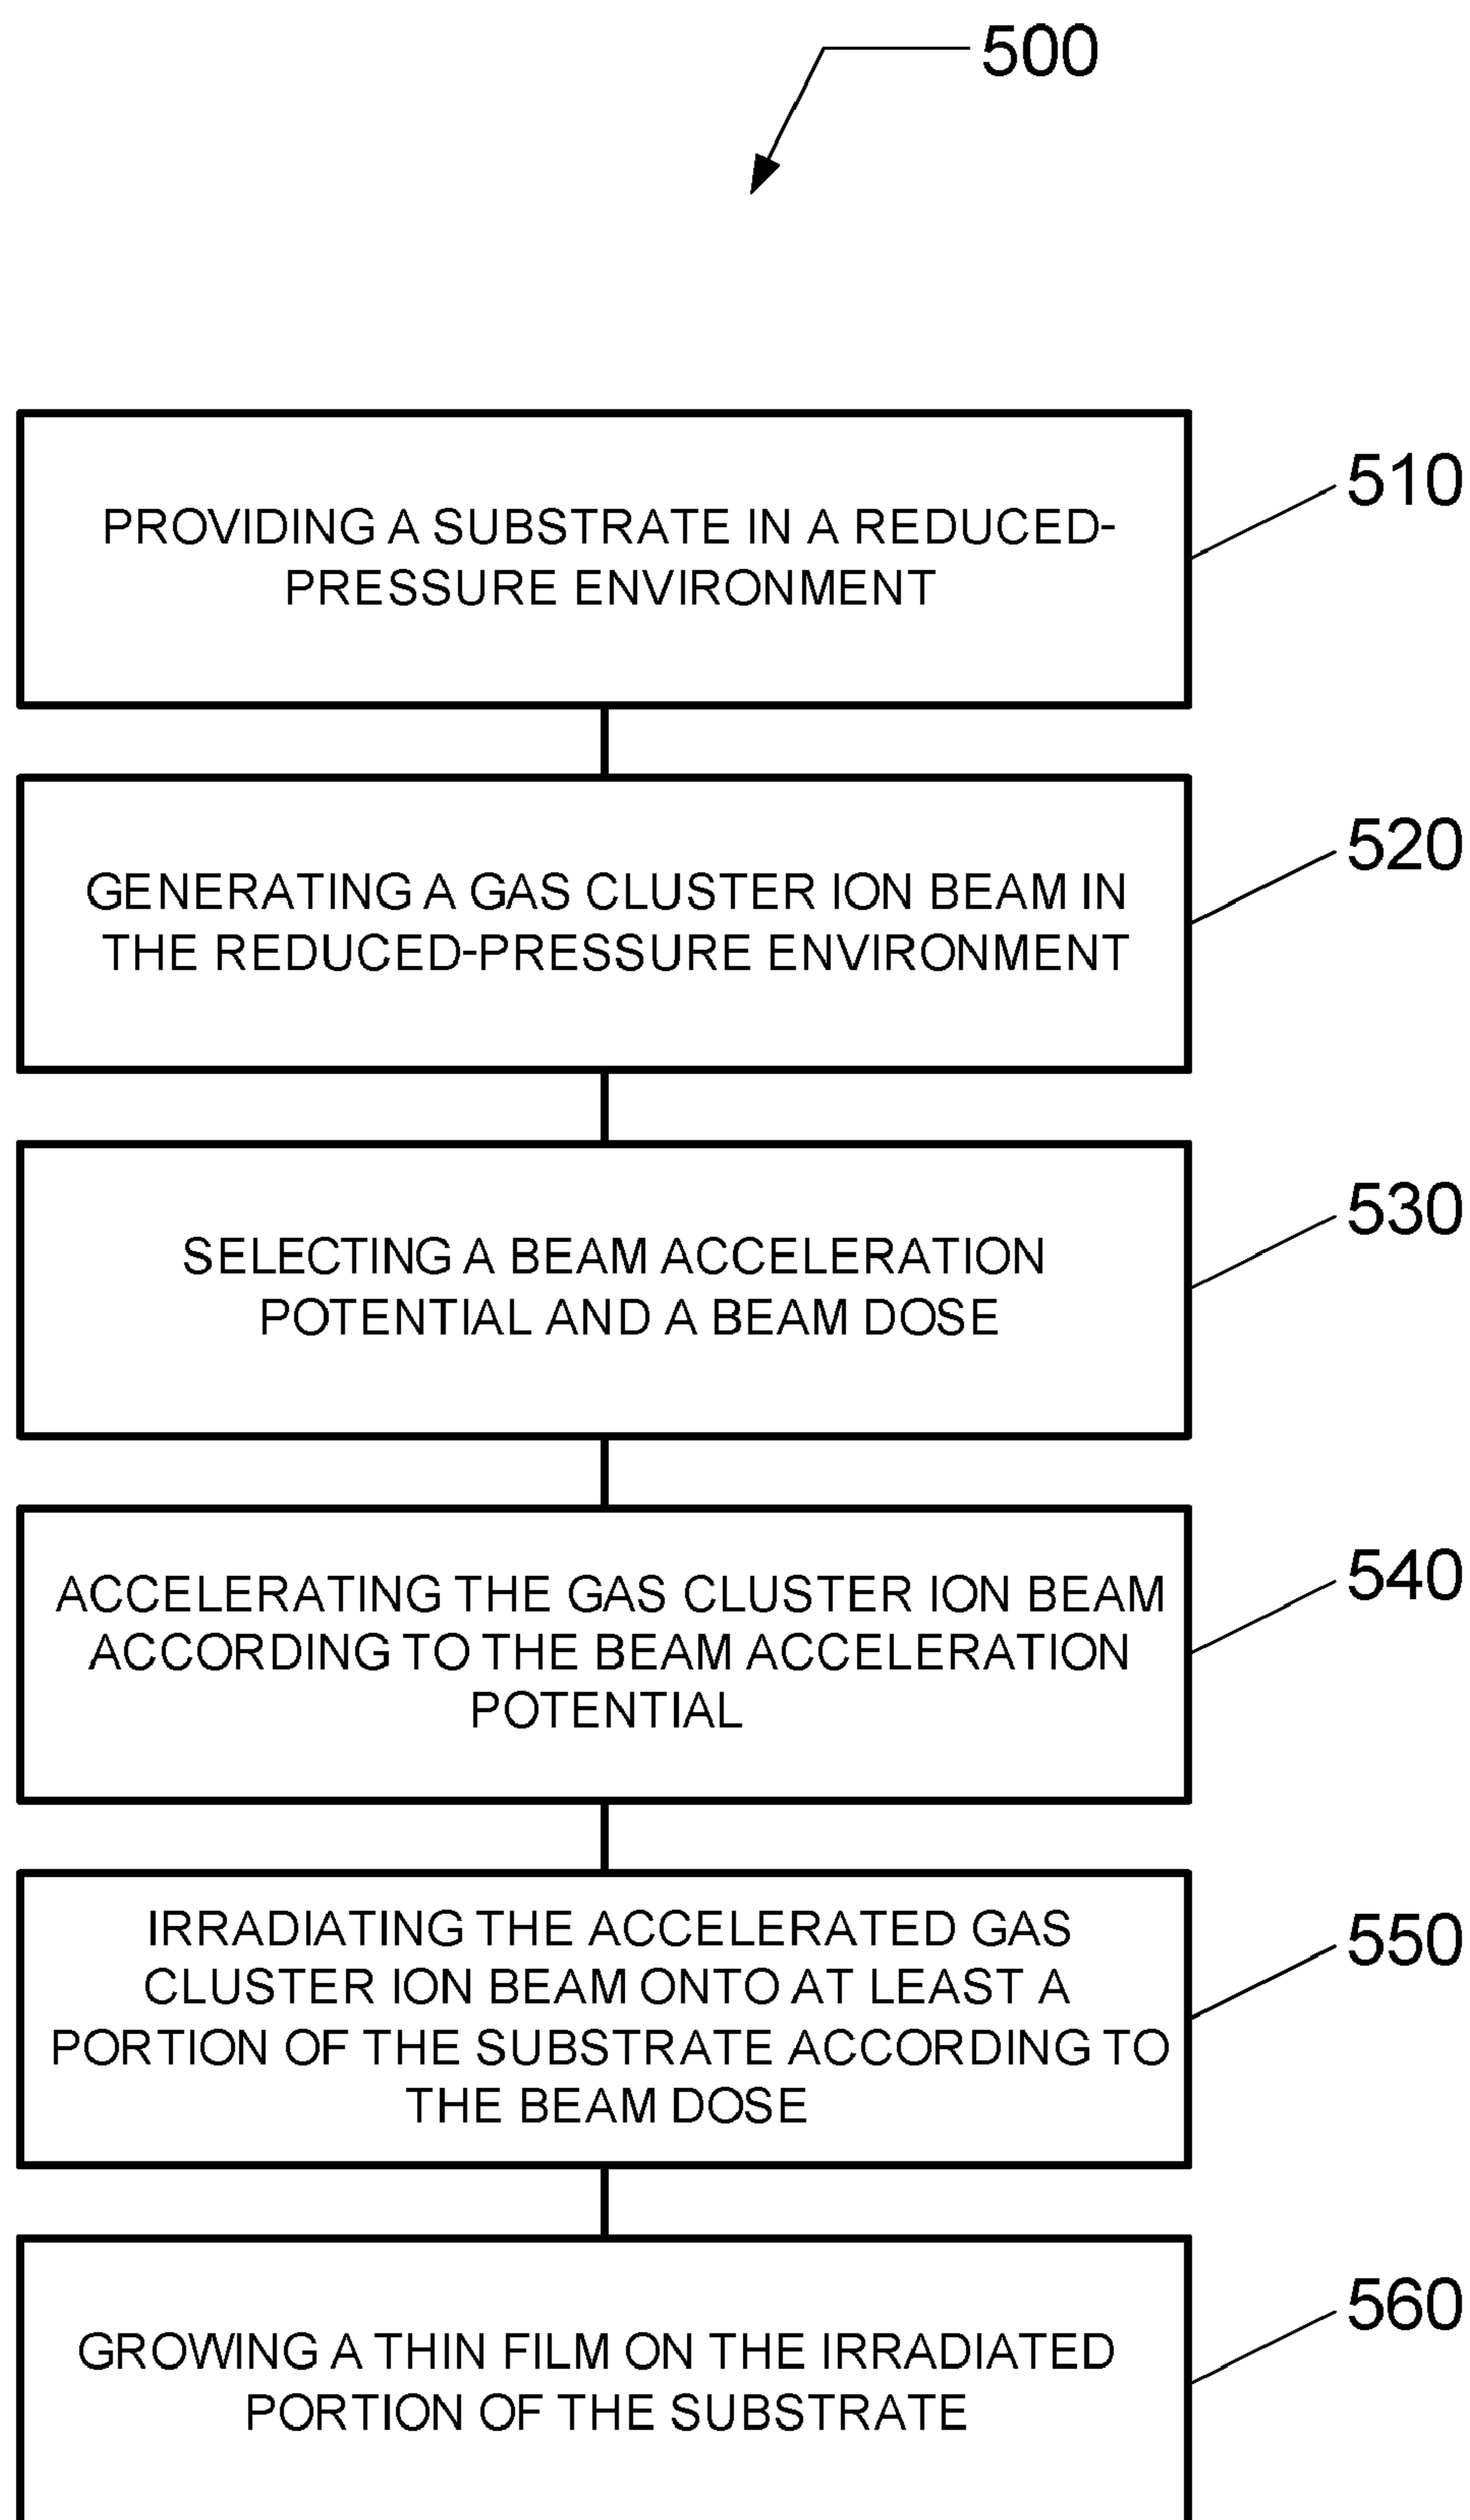 500
PROVIDING A SUBSTRATE IN A REDUCED-
PRESSURE ENVIRONMENT
510
GENERATING A GAS CLUSTER ION BEAM IN
THE REDUCED-PRESSURE ENVIRONMENT
520
SELECTING A BEAM ACCELERATION
POTENTIAL AND A BEAM DOSE
530
ACCELERATING THE GAS CLUSTER ION BEAM
ACCORDING TO THE BEAM ACCELERATION
POTENTIAL
540
IRRADIATING THE ACCELERATED GAS
CLUSTER ION BEAM ONTO AT LEAST A
PORTION OF THE SUBSTRATE ACCORDING TO
THE BEAM DOSE
550
GROWING A THIN FILM ON THE IRRADIATED
PORTION OF THE SUBSTRATE
560